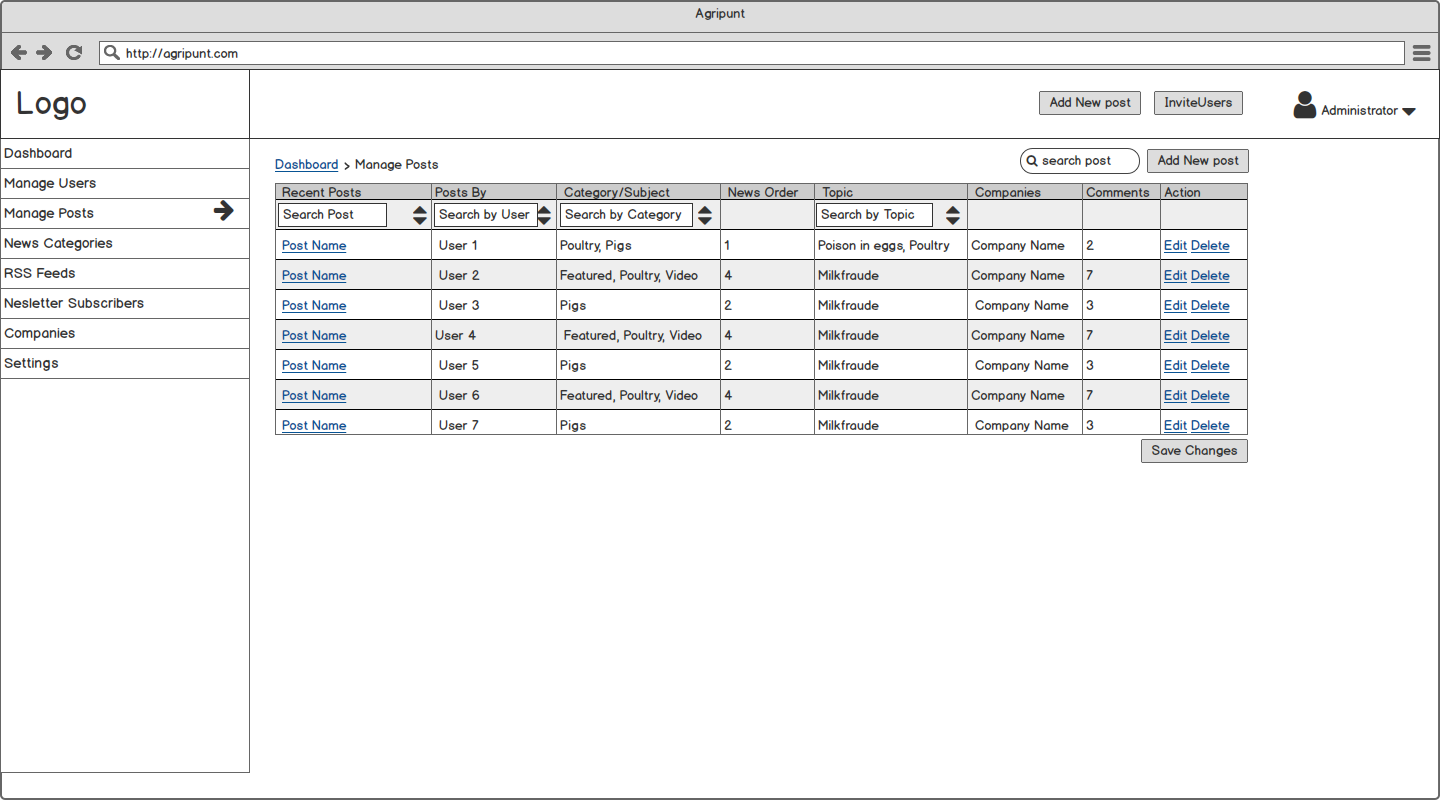 Agripunt
http://agripunt.com
Logo
Add New post
InviteUsers
Administrator
Dashboard
Manage Users
Manage Posts
News Categories
RSS Feeds
Nesletter Subscribers
Companies
Settings
Dashboard > Manage Posts
search post
Add New post
Recent Posts Posts By Category/Subject News Order Topic Companies Comments Action
Search Post Search by User Search by Category Search by Topic
Post Name User 1 Poultry, Pigs 1 Poison in eggs, Poultry Company Name 2 Edit Delete
Post Name User 2 Featured, Poultry, Video 4 Milkfraude Company Name 7 Edit Delete
Post Name User 3 Pigs 2 Milkfraude Company Name 3 Edit Delete
Post Name User 4 Featured, Poultry, Video 4 Milkfraude Company Name 7 Edit Delete
Post Name User 5 Pigs 2 Milkfraude Company Name 3 Edit Delete
Post Name User 6 Featured, Poultry, Video 4 Milkfraude Company Name 7 Edit Delete
Post Name User 7 Pigs 2 Milkfraude Company Name 3 Edit Delete
Save Changes